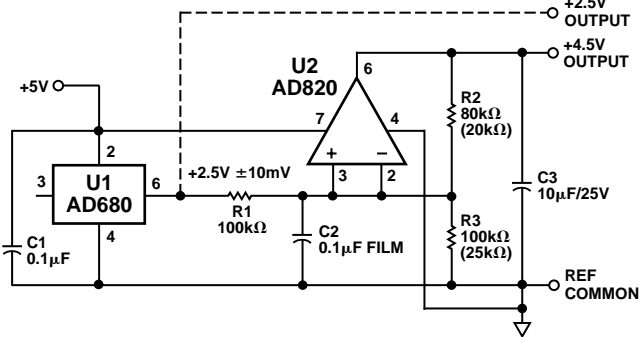 +2.5V
OUTPUT
+4.5V
OUTPUT
U2
AD820
6
+5V
7
4
R2
80kΩ
(20kΩ)
+
–
2
3
2
+2.5V ±10mV
3
U1
AD680
6
C3
10μF/25V
R1
100kΩ
R3
100kΩ
(25kΩ)
C1
0.1μF
4
C2
0.1μF FILM
REF
COMMON